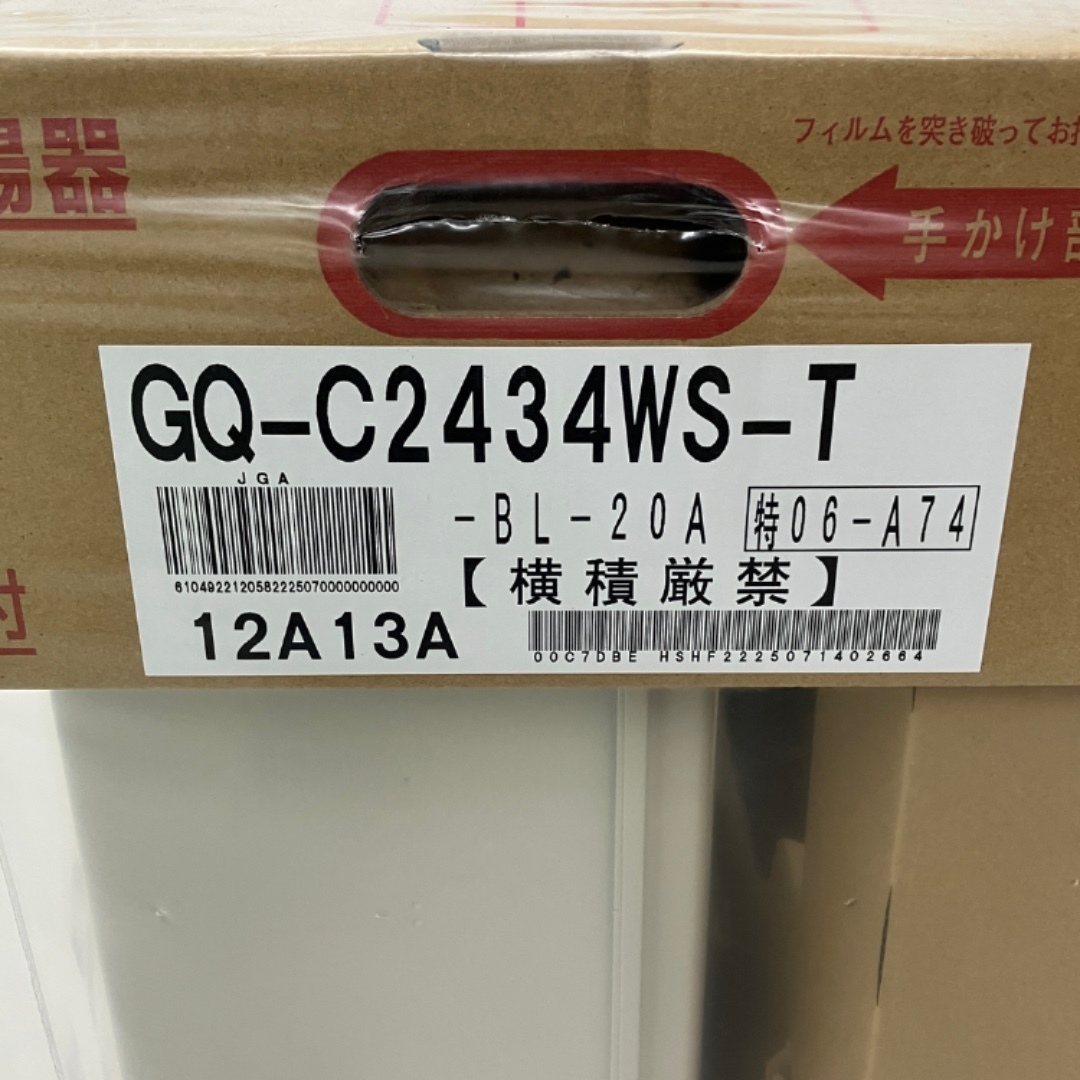 湯器
フィルムを突き破ってお
手かけ部
GQ-C2434WS-T
JGA
-BL-20A 特06-A74
6104922120582225070000000000
【横積厳禁】
12A13A
00C7DBE HSHF2225071402664
付